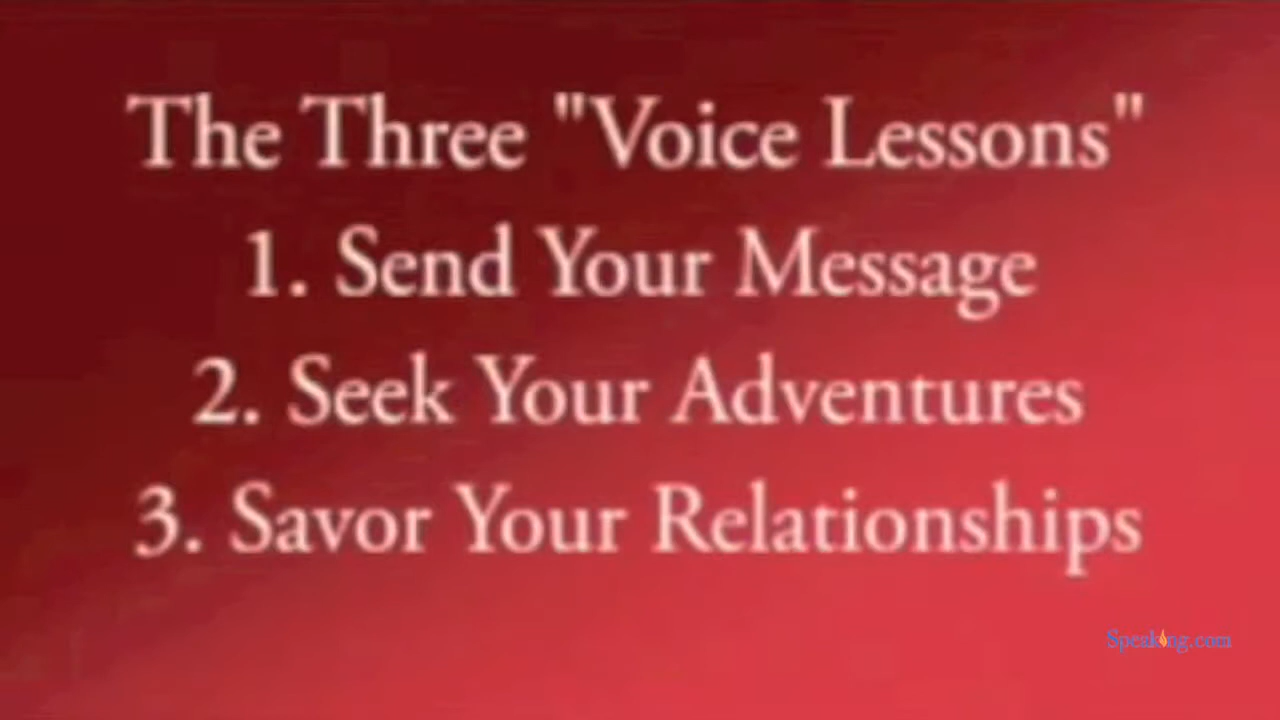 The Three "Voice Lessons"
1. Send Your Message
2. Seek Your Adventures
3. Savor Your Relationships
Speaking.com